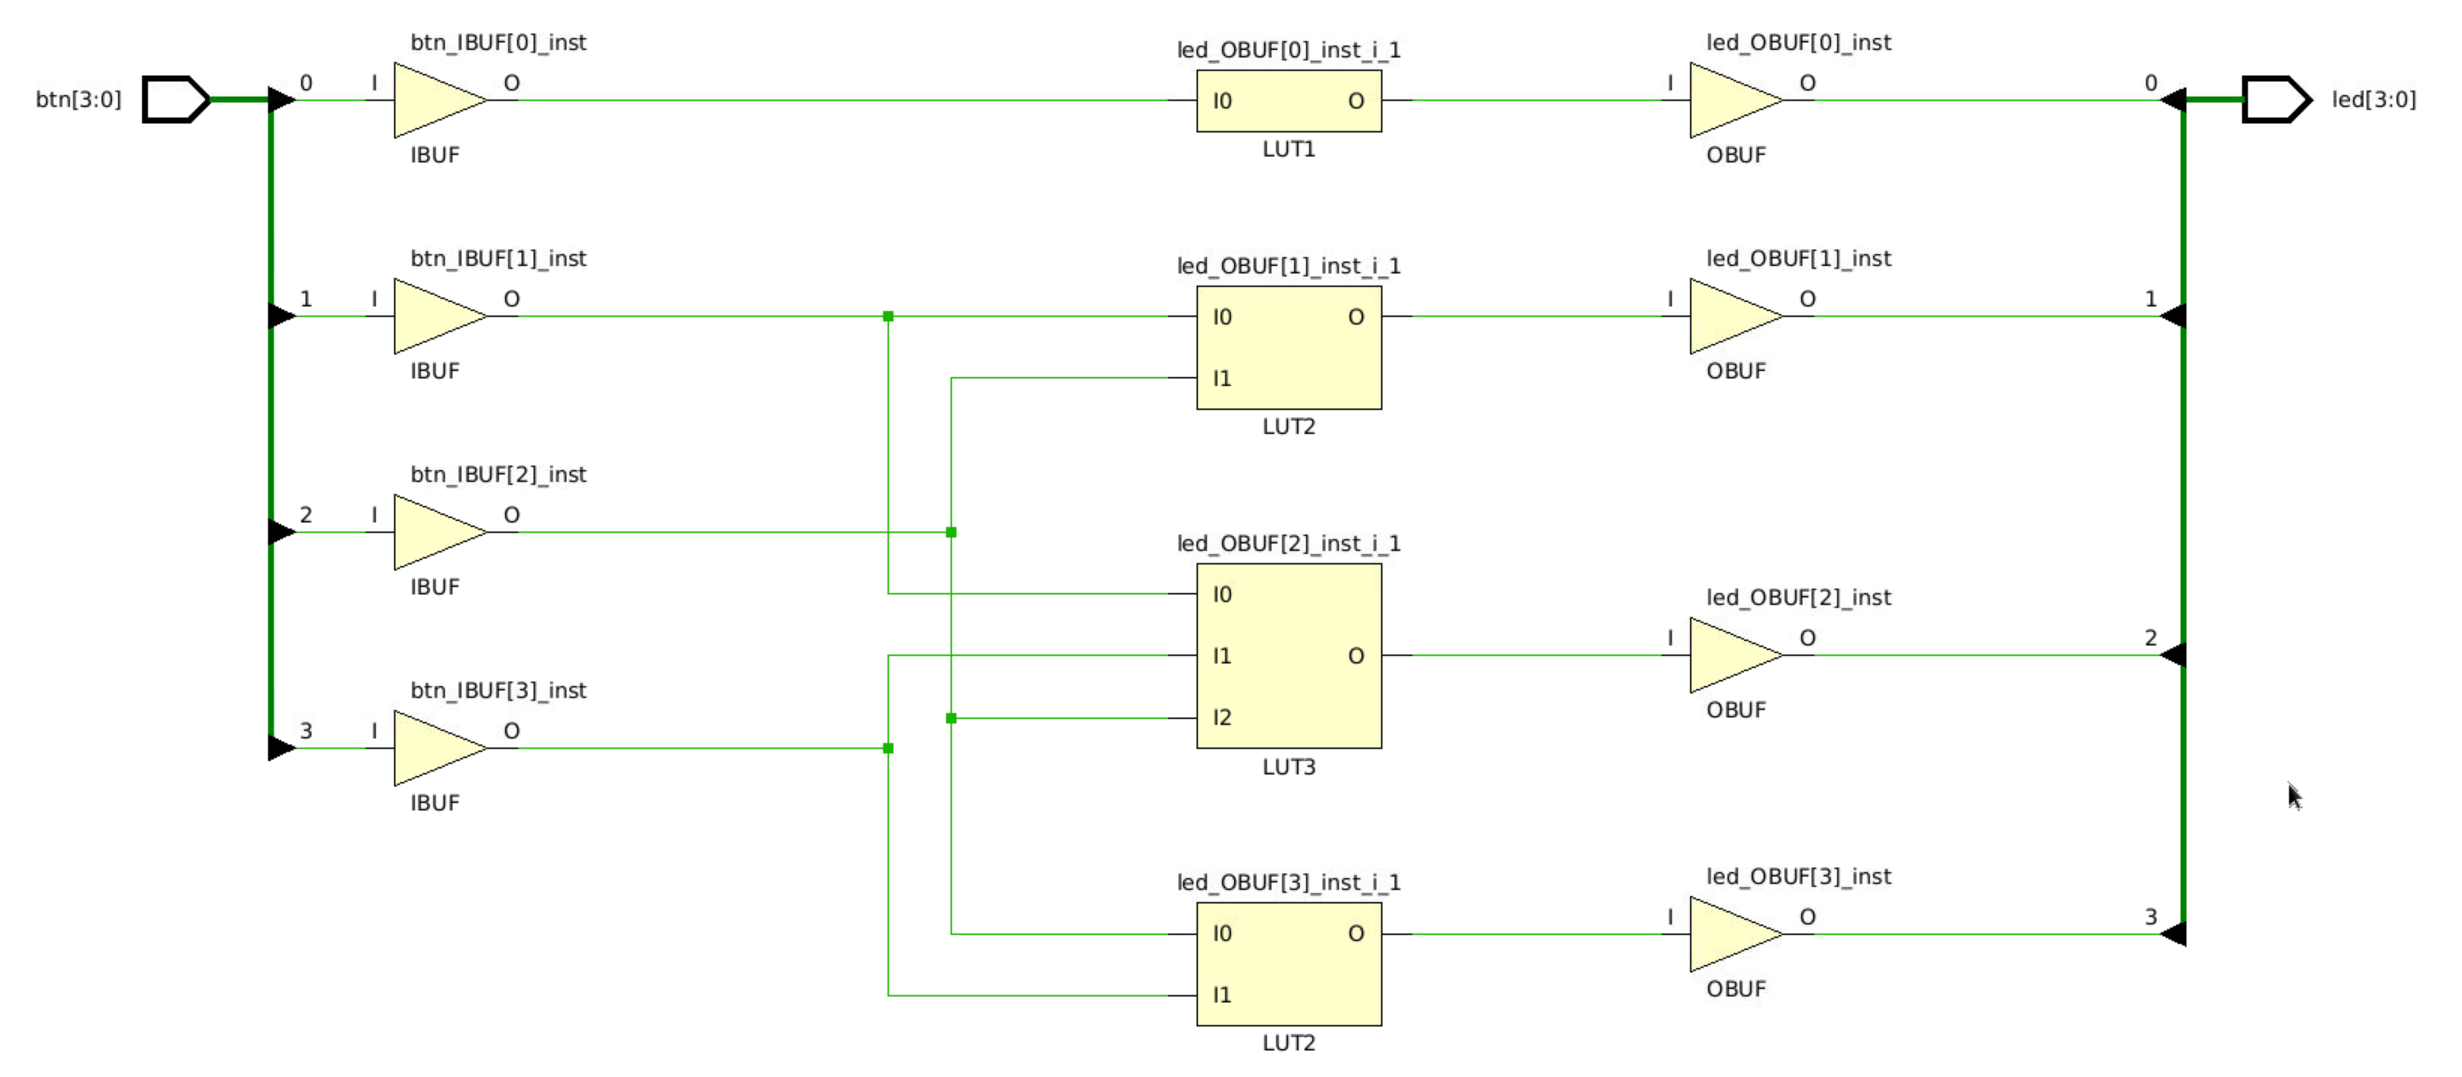 btn_IBUF[0]_inst
led_OBUF[0]_inst_i_1
led_OBUF[0]_inst
btn[3:0]
0
I
O
I0
O
I
O
0
led[3:0]
IBUF
LUT1
OBUF
btn_IBUF[1]_inst
led_OBUF[1]_inst_i_1
led_OBUF[1]_inst
1
I
O
I0
O
I
O
1
I1
IBUF
LUT2
OBUF
btn_IBUF[2]_inst
2
I
O
IBUF
led_OBUF[2]_inst_i_1
led_OBUF[2]_inst
I0
I1
O
I
O
2
I2
LUT3
OBUF
btn_IBUF[3]_inst
3
I
O
IBUF
led_OBUF[3]_inst_i_1
led_OBUF[3]_inst
I0
O
I
O
3
I1
LUT2
OBUF